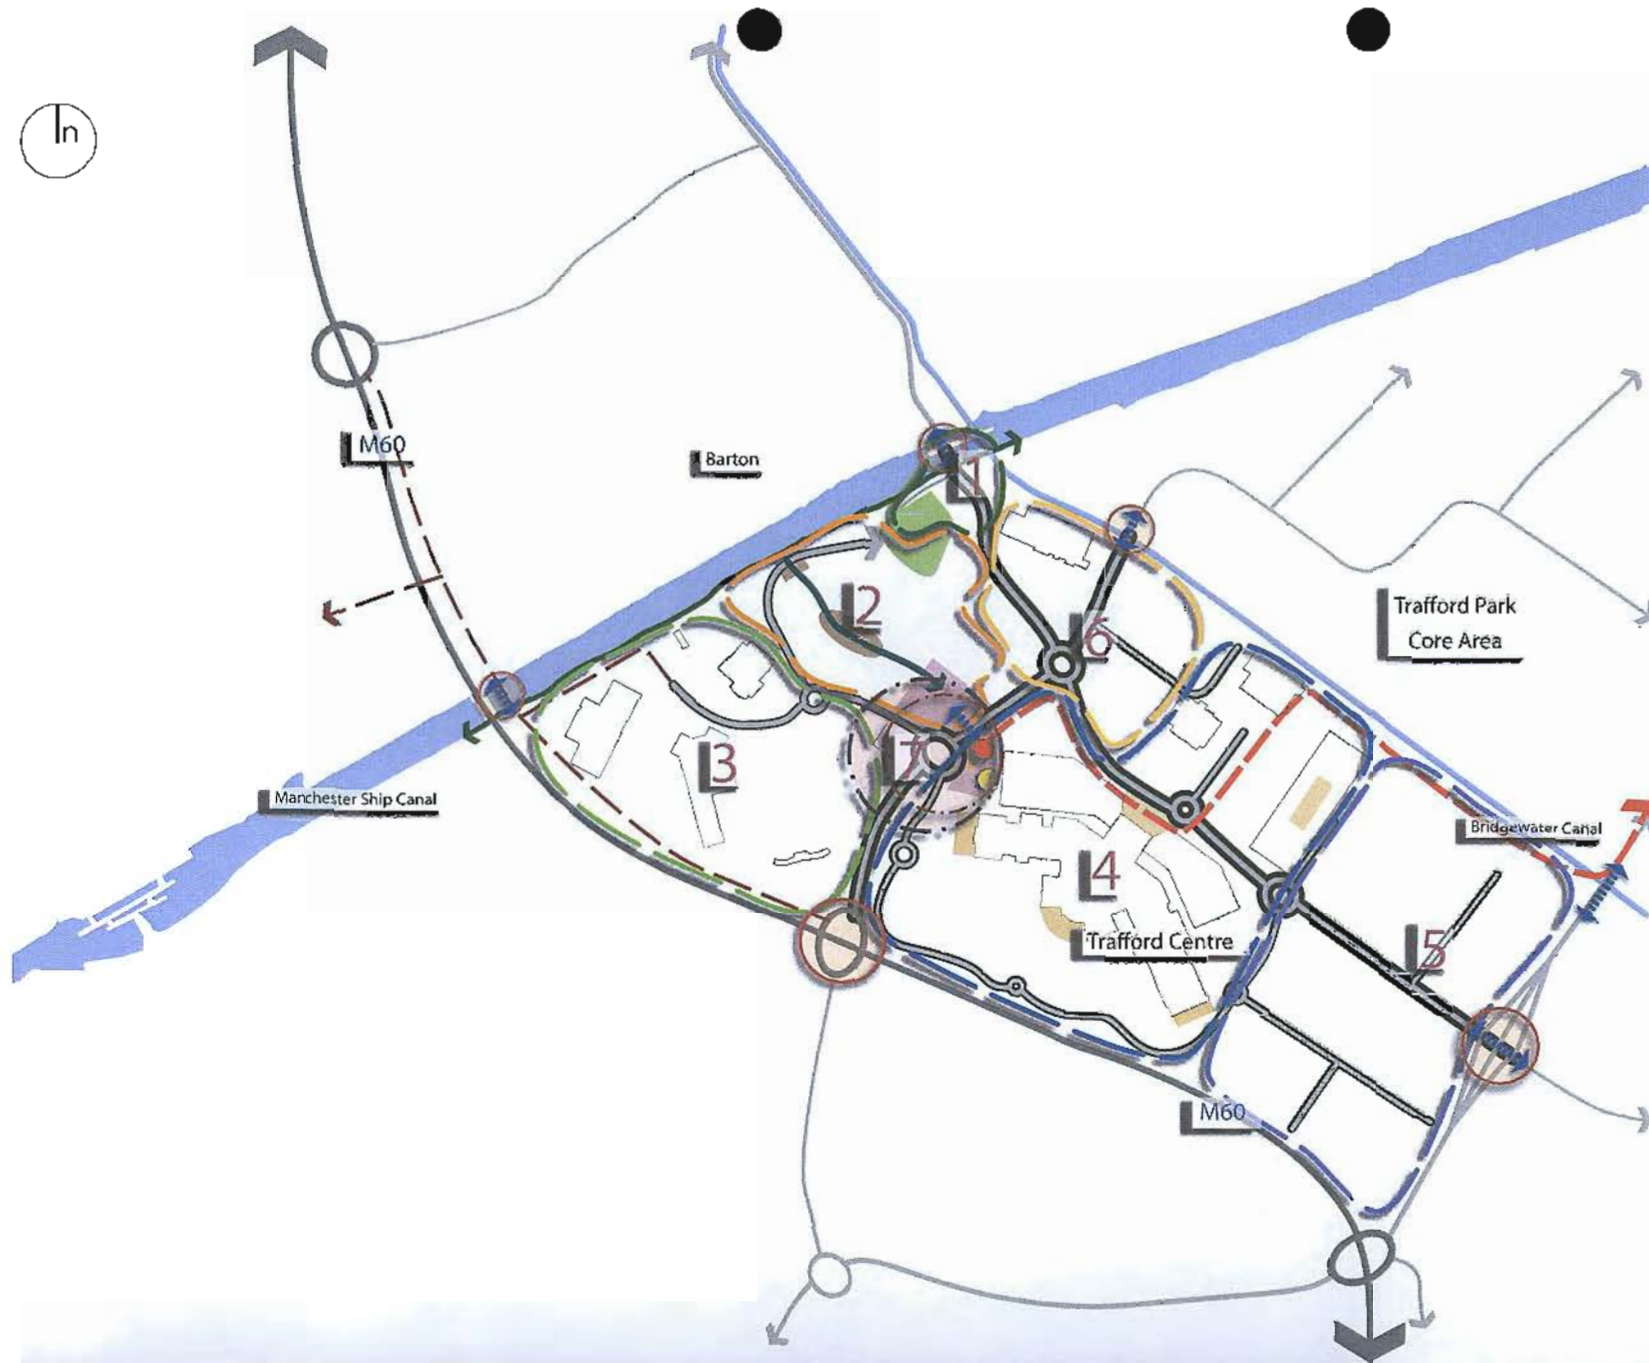 n
M60
Barton
1
2
6
Trafford Park
Core Area
3
7
Manchester Ship Canal
Bridgewater Canal
4
Trafford Centre
5
M60